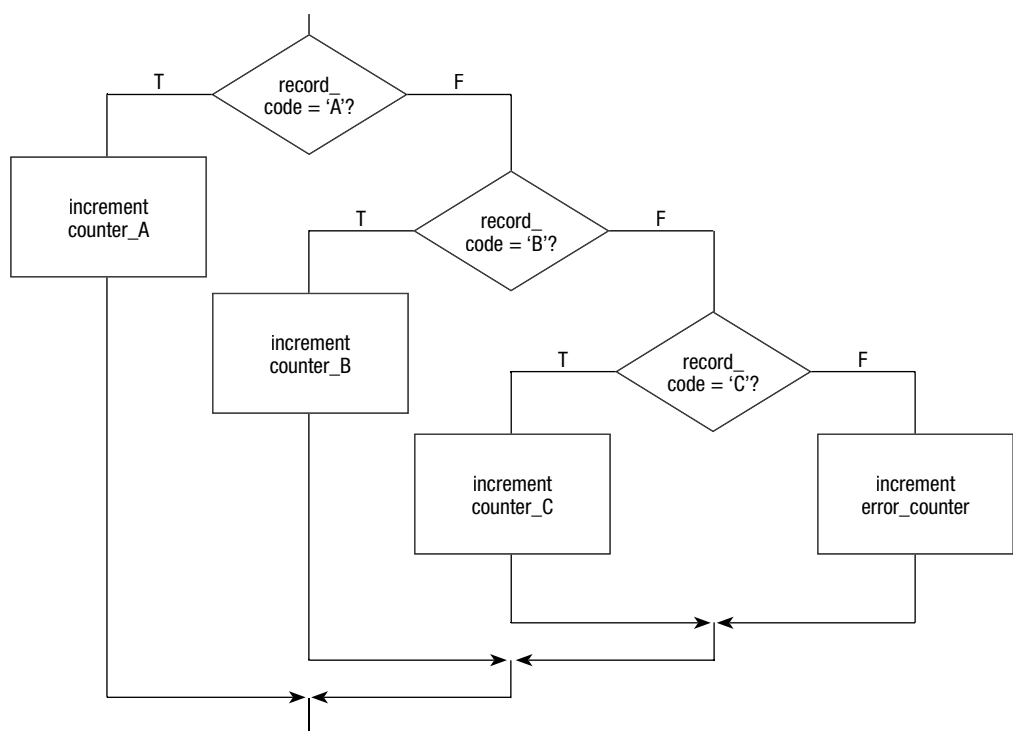 T
record_
code = ‘A’?
F
increment
counter_A
T
record_
code = ‘B’?
F
increment
counter_B
T
record_
code = ‘C’?
F
increment
counter_C
increment
error_counter